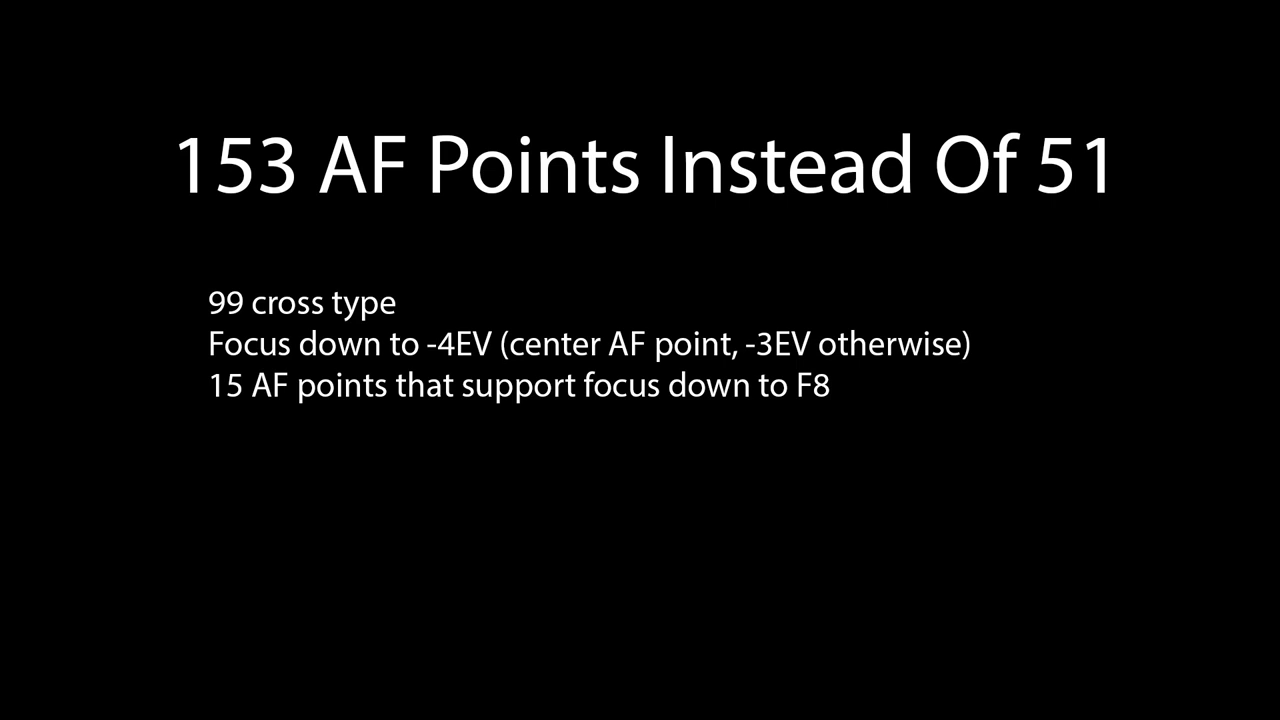 153 AF Points Instead Of 51
99 cross type
Focus down to -4EV (center AF point, -3EV otherwise)
15 AF points that support focus down to F8